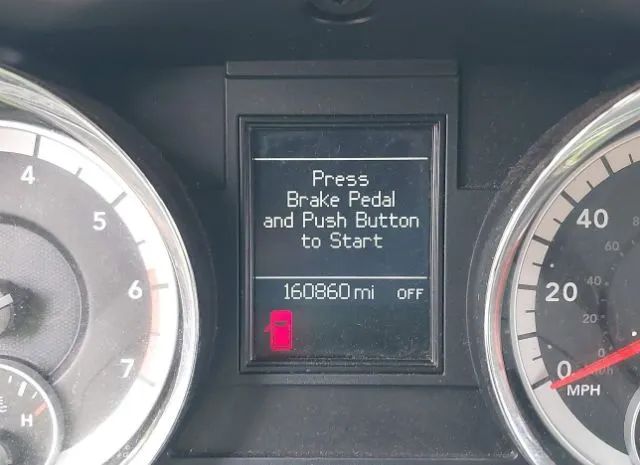 Press
Brake Pedal
and Push Button
to Start
160860 mi OFF
4
5
6
7
H
40
20
0
MPH